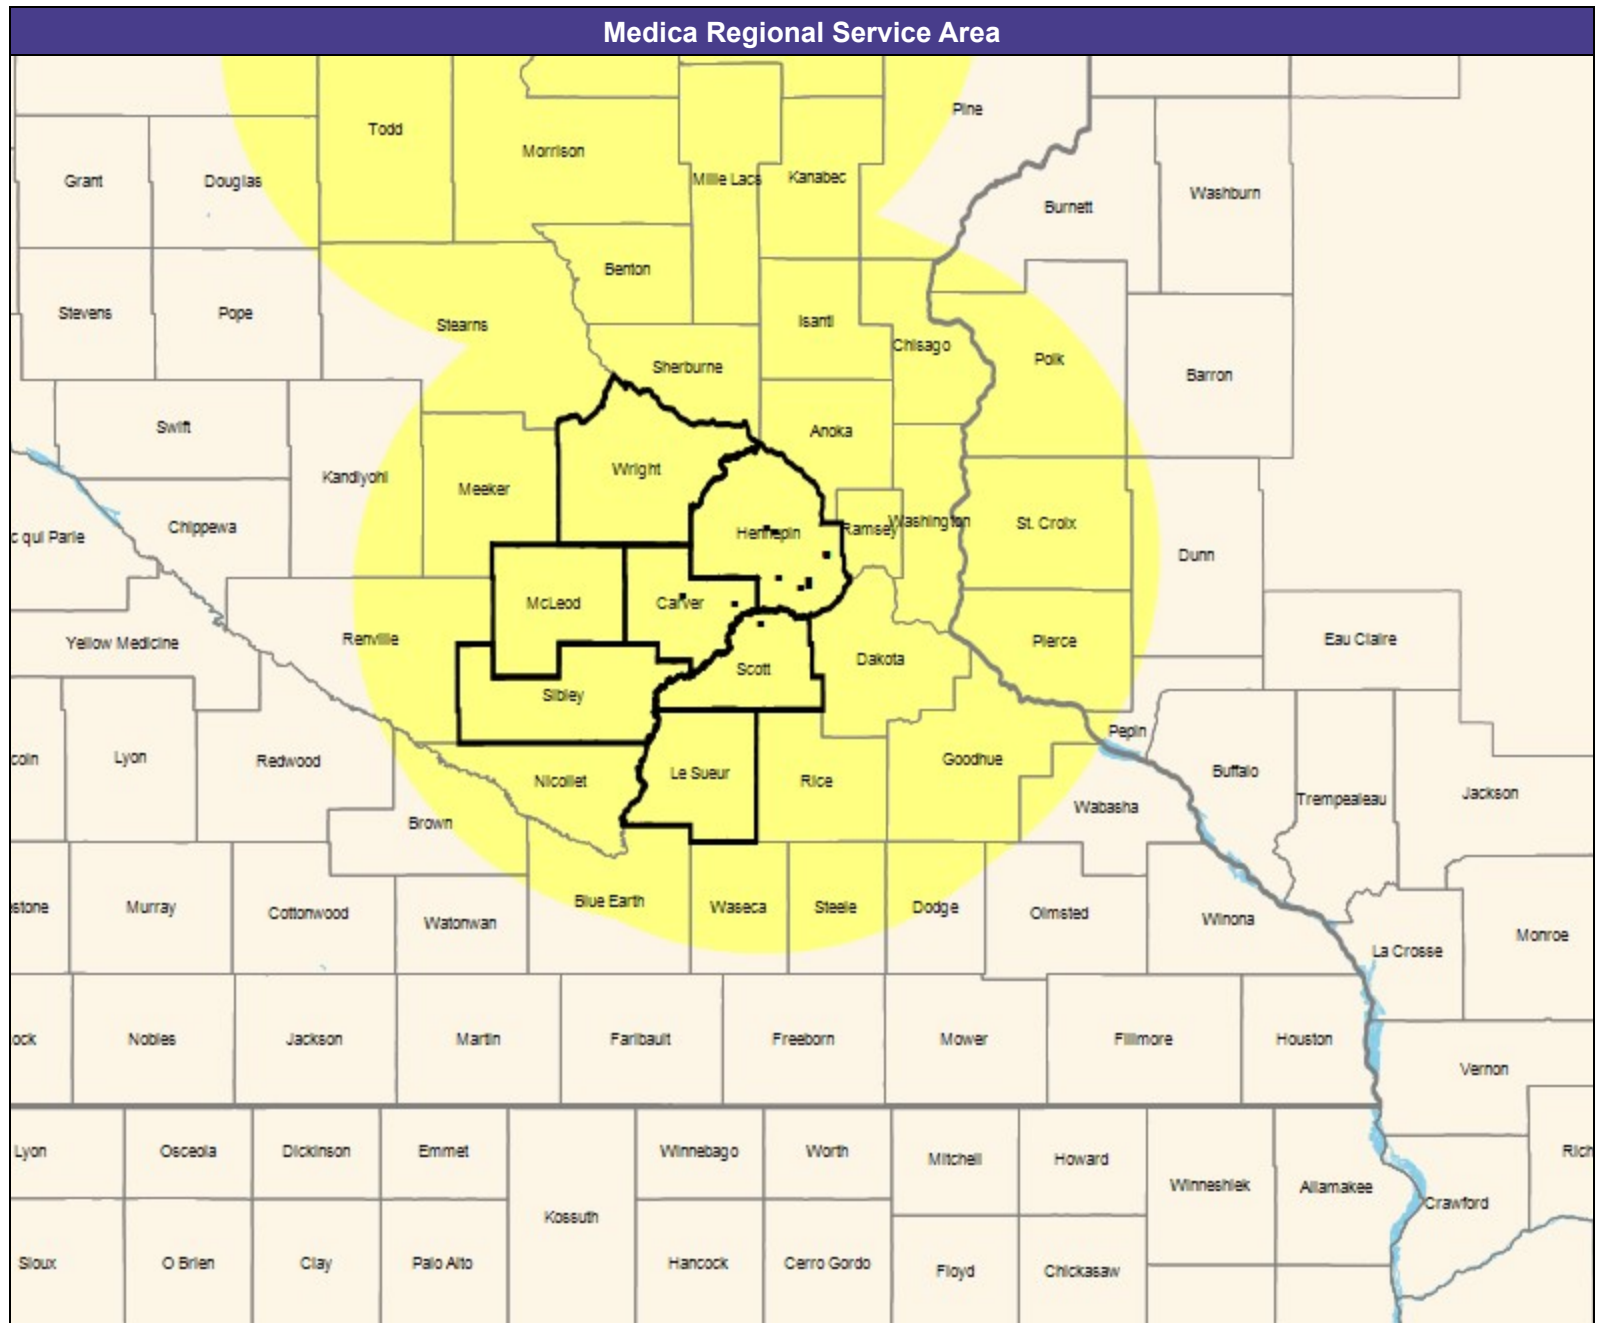 Medica Regional Service Area
Pine
Todd
Morrison
Grant
Douglas
Mille Lacs
Kanabec
Washburn
Burnett
Benton
Stevens
Pope
Stearns
Isanti
Chisago
Polk
Sherburne
Barron
Swift
Anoka
Wright
Kandiyohi
Meeker
Chippewa
c qui Parle
Hennepin
Ramsey
Washington
St. Croix
Dunn
McLeod
Carver
Yellow Medicine
Renville
Scott
Dakota
Pierce
Eau Claire
Sibley
Pepin
coln
Lyon
Redwood
Nicollet
Le Sueur
Rice
Goodhue
Buffalo
Trempealeau
Jackson
Wabasha
Brown
stone
Murray
Cottonwood
Watonwan
Blue Earth
Waseca
Steele
Dodge
Olmsted
Winona
La Crosse
Monroe
ock
Nobles
Jackson
Martin
Faribault
Freeborn
Mower
Fillmore
Houston
Vernon
Lyon
Osceola
Dickinson
Emmet
Winnebago
Worth
Mitchell
Howard
Rich
Winneshiek
Allamakee
Crawford
Kossuth
Sioux
O Brien
Clay
Palo Alto
Hancock
Cerro Gordo
Floyd
Chickasaw